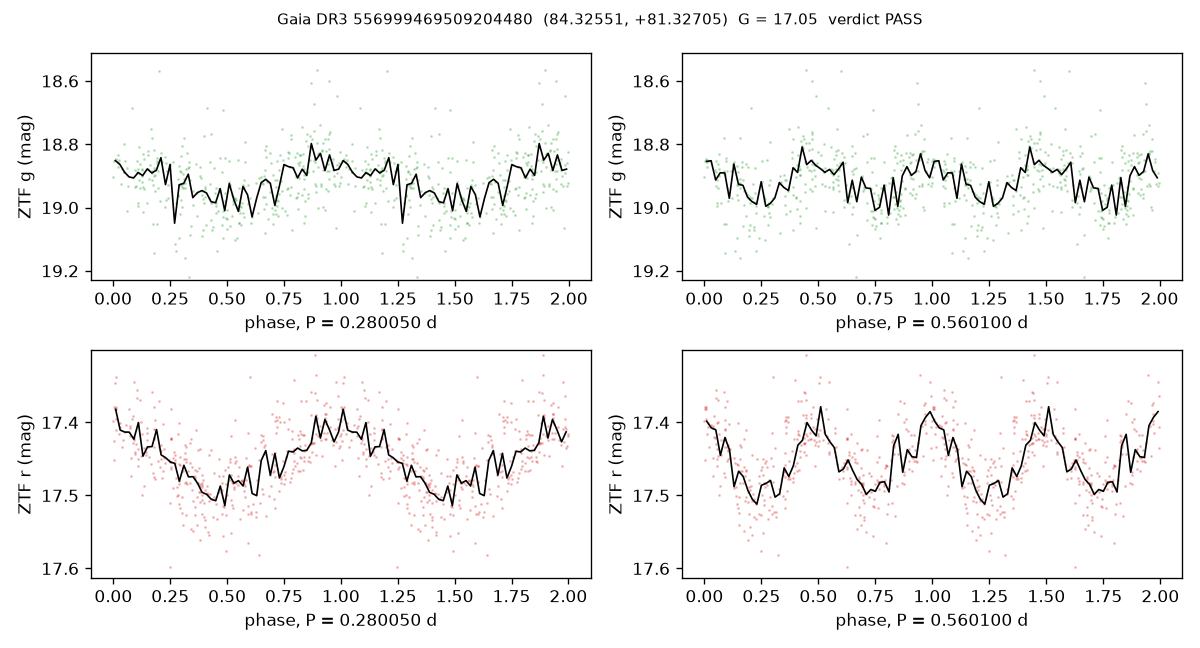 Gaia DR3 556999469509204480 (84.32551, +81.32705) G = 17.05 verdict PASS
ZTF g (mag)
18.6
18.8
19.0
19.2
0.00 0.25 0.50 0.75 1.00 1.25 1.50 1.75 2.00
phase, P = 0.280050 d
ZTF g (mag)
18.6
18.8
19.0
19.2
0.00 0.25 0.50 0.75 1.00 1.25 1.50 1.75 2.00
phase, P = 0.560100 d
ZTF r (mag)
17.4
17.5
17.6
0.00 0.25 0.50 0.75 1.00 1.25 1.50 1.75 2.00
phase, P = 0.280050 d
ZTF r (mag)
17.4
17.5
17.6
0.00 0.25 0.50 0.75 1.00 1.25 1.50 1.75 2.00
phase, P = 0.560100 d